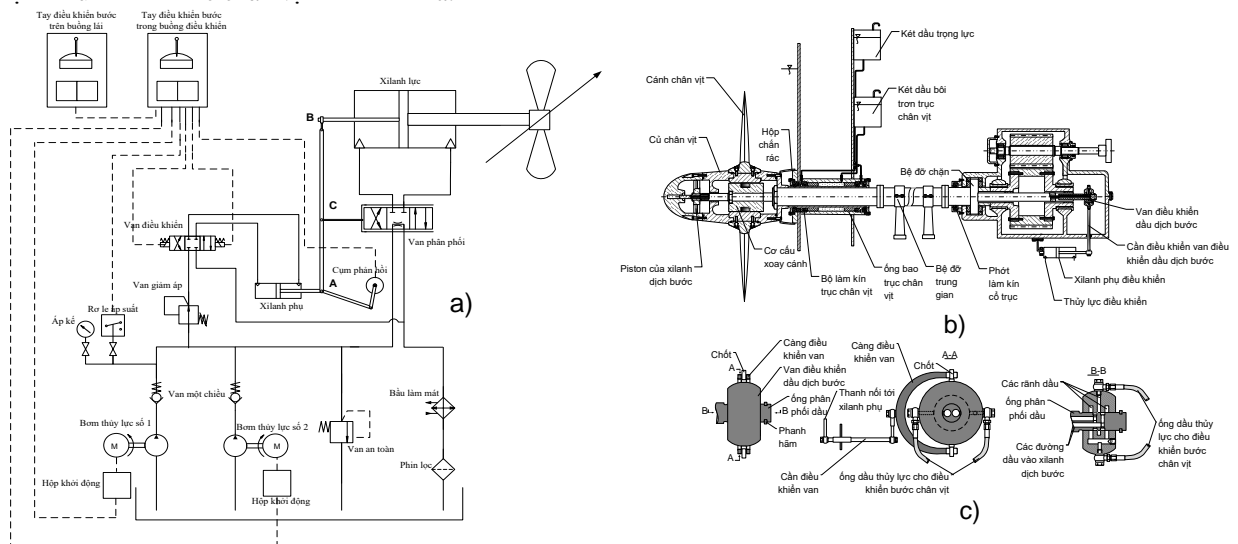 Tay điều khiển bước
trên buồng lái
Tay điều khiển bước
trong buồng điều khiển
Xilanh lực
B
C
Van điều khiển
Van phân phối
Cụm phản hồi
A
Xilanh phụ
a)
Van giảm áp
Rơ le áp suất
Áp kế
Van một chiều
Bầu làm mát
Bơm thủy lực số 1
Bơm thủy lực số 2
M
M
Van an toàn
Phin lọc
Hộp khởi động
Hộp khởi động
Két dầu trọng lực
Cánh chân vịt
Két dầu bôi
trơn trục
chân vịt
Hộp
chắn
rác
Củ chân vịt
Bệ đỡ chặn
Van điều khiển
dầu dịch bước
Cần điều khiển van điều
khiển dầu dịch bước
Cơ cấu
xoay cánh
Piston của xilanh
dịch bước
Bộ làm kín
trục chân vịt
ống bao
trục chân
vịt
Bệ đỡ
trung
gian
Phớt
làm kín
cổ trục
Xilanh phụ điều khiển
Thủy lực điều khiển
b)
Chốt
Càng điều
khiển van
Van điều khiển
dầu dịch bước
A
A
B
B
ống phân
phối dầu
Phanh
hãm
Càng điều
khiển van
A-A
Chốt
Thanh nối tới
xilanh phụ
Cần điều
khiển van
ống dầu thủy lực cho điều
khiển bước chân vịt
B-B
Các rãnh dầu
ống phân
phối dầu
Các đường
dầu vào xilanh
dịch bước
ống dầu thủy
lực cho điều
khiển bước
chân vịt
c)